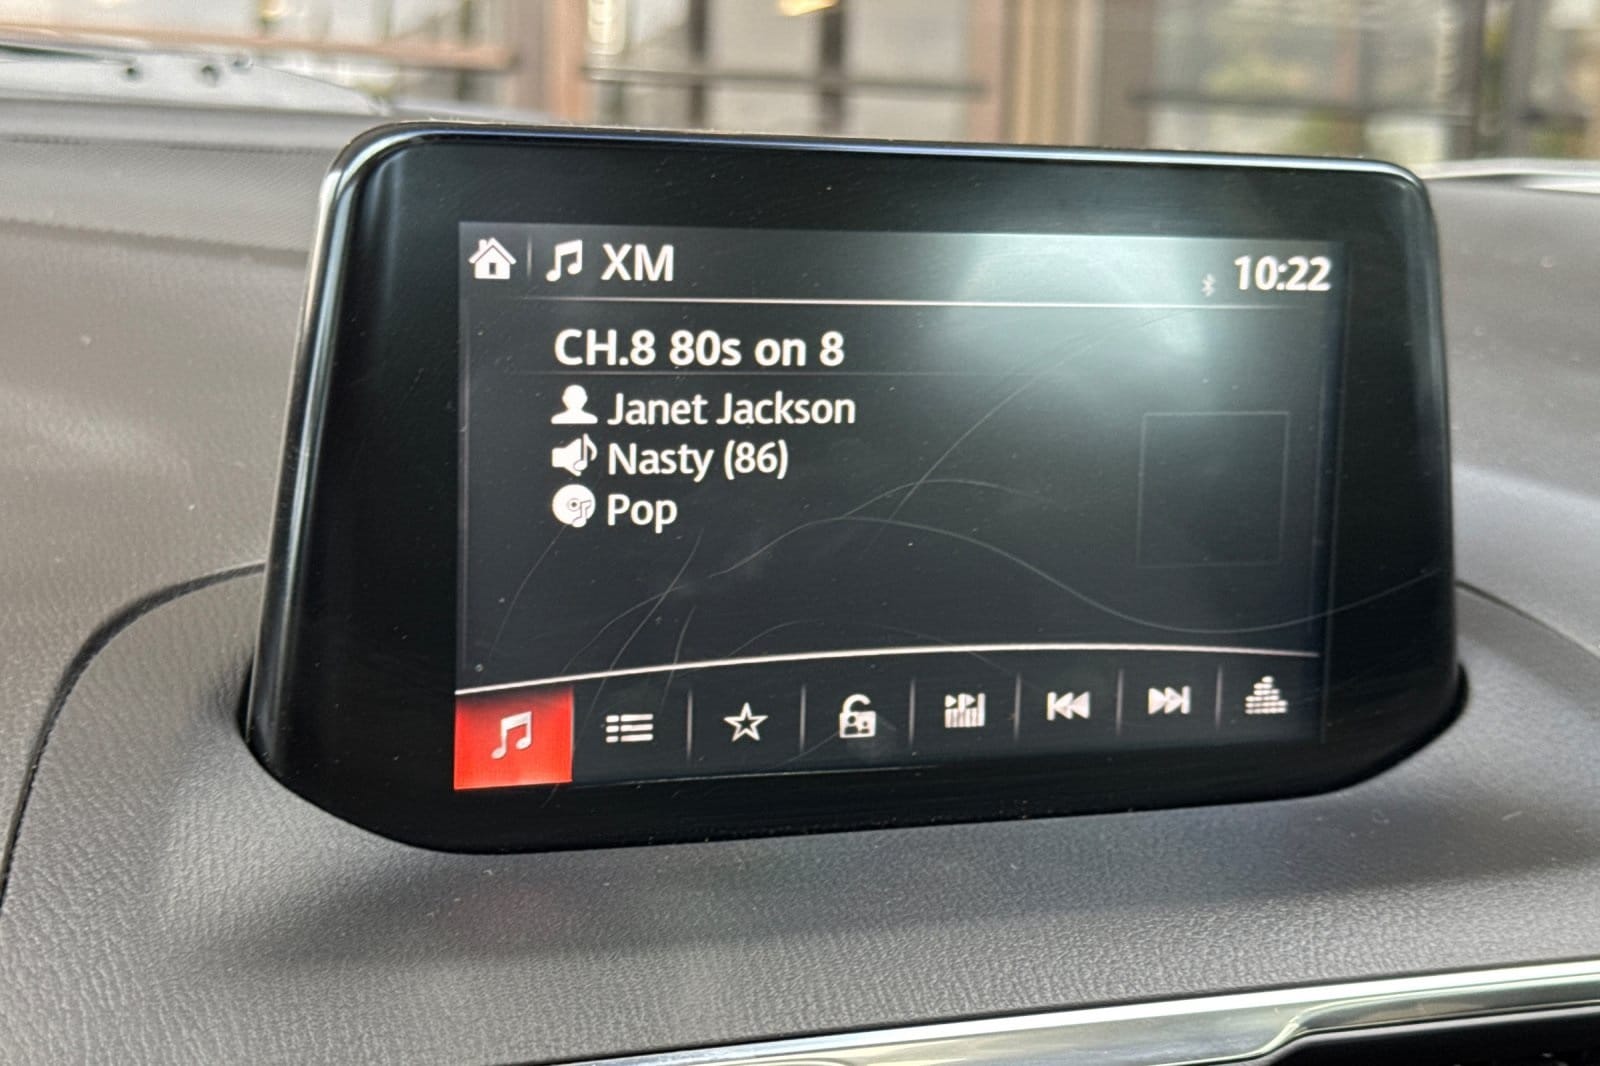 XM
10:22
CH.8 80s on 8
Janet Jackson
Nasty (86)
Pop